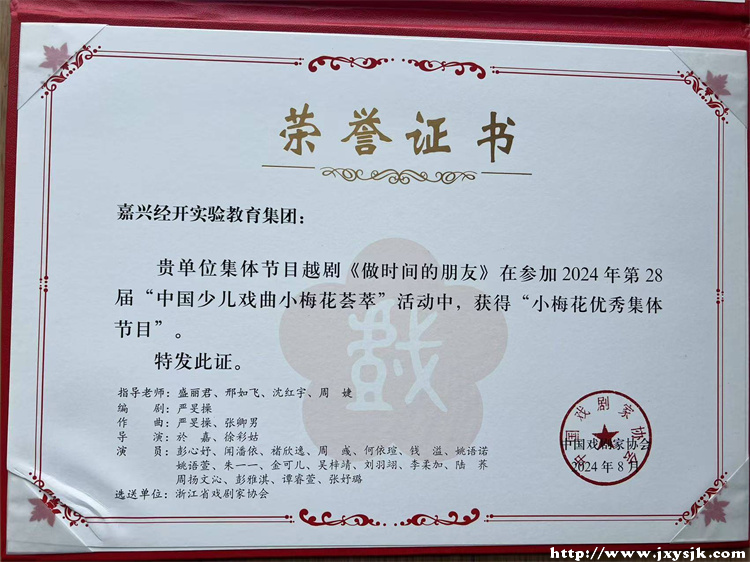 荣誉证书
嘉兴经开实验教育集团：
贵单位集体节目越剧《做时间的朋友》在参加2024年第28
届“中国少儿戏曲小梅花荟萃”活动中，获得“小梅花优秀集体
节目”。
特发此证。
指导老师：盛丽君、邢如飞、沈红宇、周　婕
编　　剧：严旻操
作　　曲：严旻操、张卿男
导　　演：於　嘉、徐彩姑
演　　员：彭心妤、闻潘依、褚欣逸、周　彧、何依瑄、钱　溢、姚语诺
姚语萱、朱一一、金可儿、吴梓靖、刘羽翊、李柔加、陆　荞
周扬文沁、彭雅淇、谭睿萱、张妤璐
选送单位：浙江省戏剧家协会
中国戏剧家协会
中国戏剧家协会
2024年8月
http://www.jxysjk.com